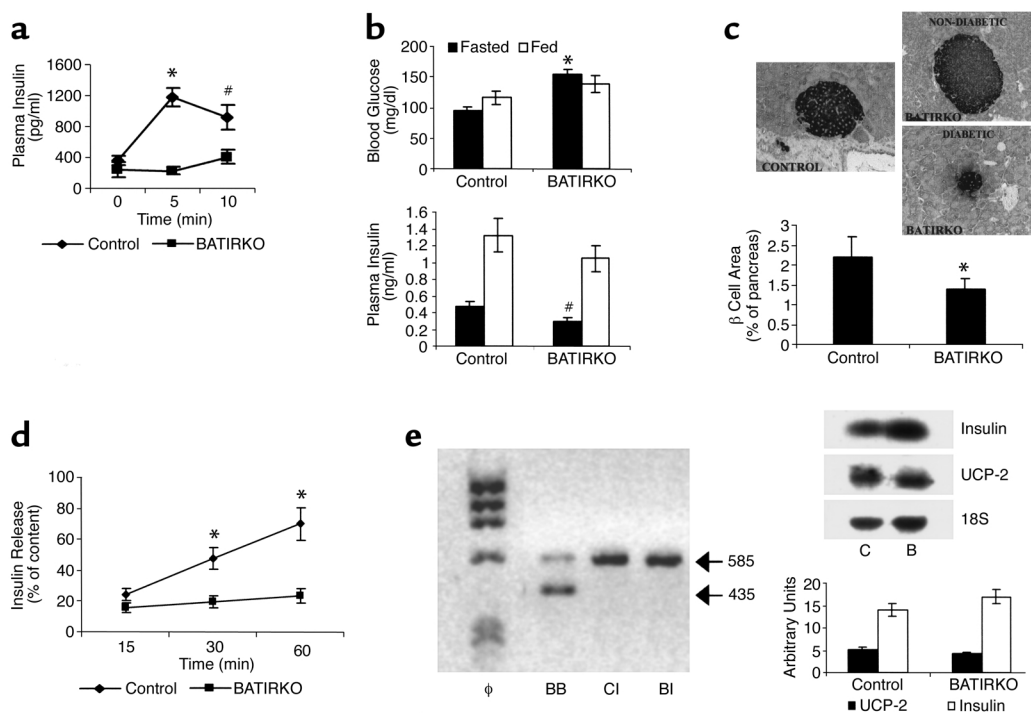 a
Plasma Insulin
(pg/ml)
1600
1200
800
400
0
*
#
0 5 10
Time (min)
Control BATIRKO
b
Fasted Fed
Blood Glucose
(mg/dl)
200
150
100
50
0
*
Control BATIRKO
Plasma Insulin
(ng/ml)
1.6
1.4
1.2
1
0.8
0.6
0.4
0.2
0
#
Control BATIRKO
c
CONTROL
NON-DIABETIC
BATIRKO
DIABETIC
BATIRKO
β Cell Area
(% of pancreas)
3
2.5
2
1.5
1
0.5
0
*
Control BATIRKO
d
Insulin Release
(% of content)
100
80
60
40
20
0
*
*
15 30 60
Time (min)
Control BATIRKO
e
585
435
ϕ BB CI BI
Insulin
UCP-2
18S
C B
Arbitrary Units
20
15
10
5
0
Control BATIRKO
UCP-2 Insulin